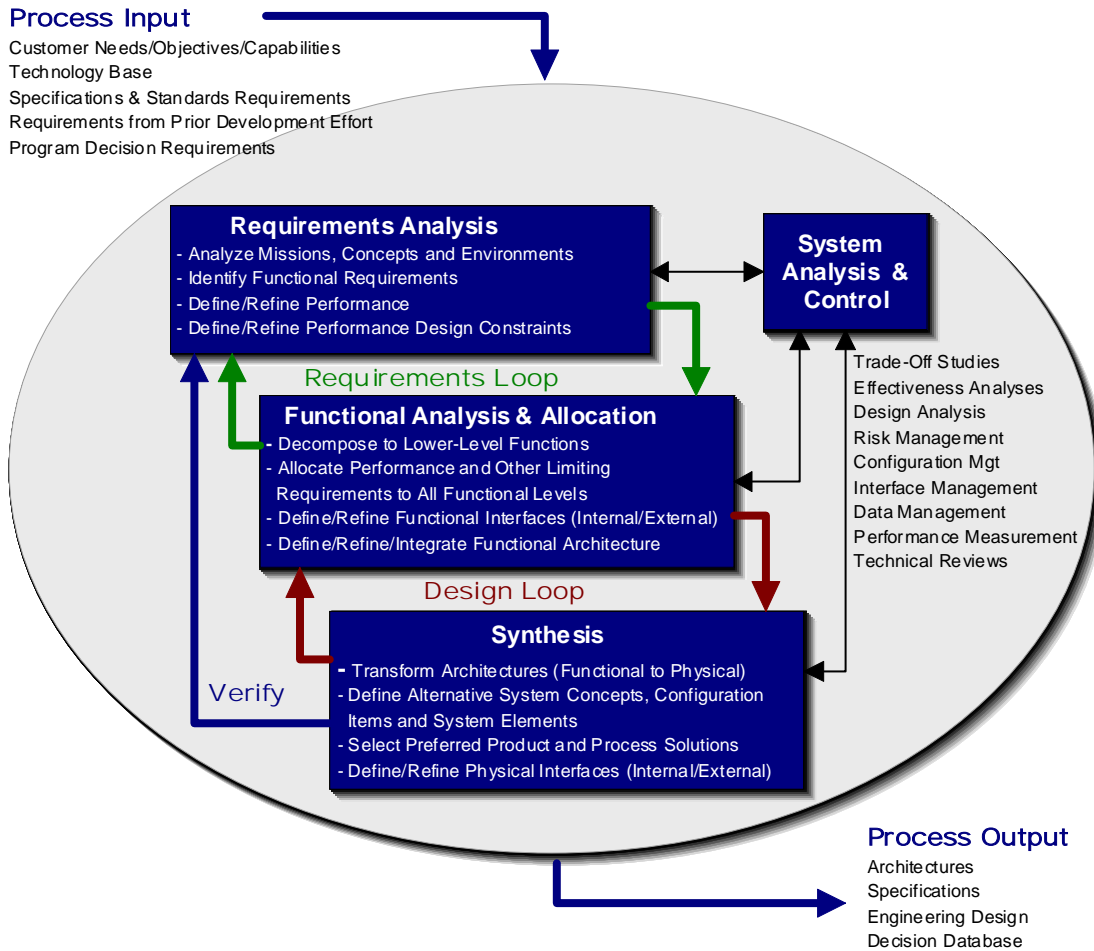 Process Input
Customer Needs/Objectives/Capabilities
Technology Base
Specifications & Standards Requirements
Requirements from Prior Development Effort
Program Decision Requirements
Requirements Analysis
- Analyze Missions, Concepts and Environments
- Identify Functional Requirements
- Define/Refine Performance
- Define/Refine Performance Design Constraints
System
Analysis &
Control
Trade-Off Studies
Effectiveness Analyses
Design Analysis
Risk Management
Configuration Mgt
Interface Management
Data Management
Performance Measurement
Technical Reviews
Requirements Loop
Functional Analysis & Allocation
- Decompose to Lower-Level Functions
- Allocate Performance and Other Limiting
Requirements to All Functional Levels
- Define/Refine Functional Interfaces (Internal/External)
- Define/Refine/Integrate Functional Architecture
Design Loop
Synthesis
- Transform Architectures (Functional to Physical)
- Define Alternative System Concepts, Configuration
Items and System Elements
- Select Preferred Product and Process Solutions
- Define/Refine Physical Interfaces (Internal/External)
Verify
Process Output
Architectures
Specifications
Engineering Design
Decision Database